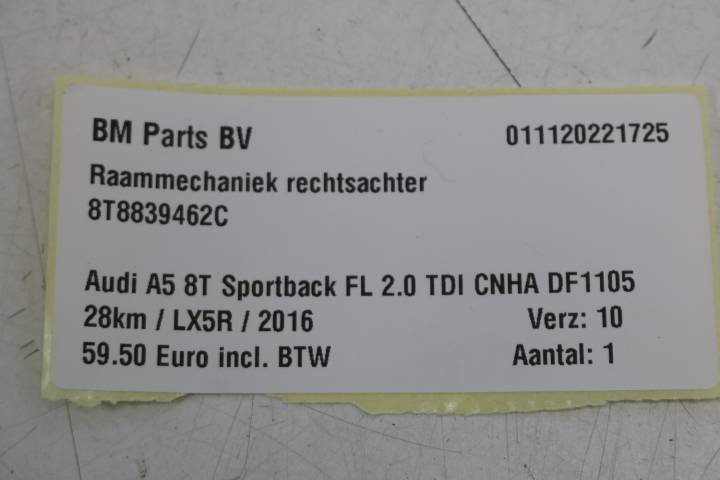 BM Parts BV 011120221725
Raammechaniek rechtsachter
8T8839462C
Audi A5 8T Sportback FL 2.0 TDI CNHA DF1105
28km / LX5R / 2016 Verz: 10
59.50 Euro incl. BTW Aantal: 1